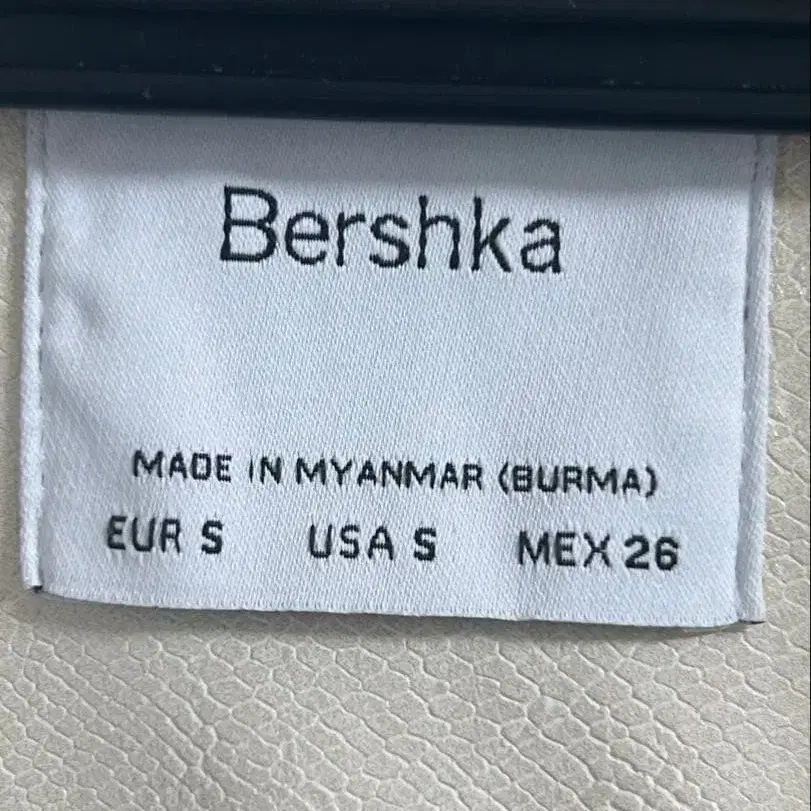 Bershka
MADE IN MYANMAR (BURMA)
EUR S USA S MEX 26